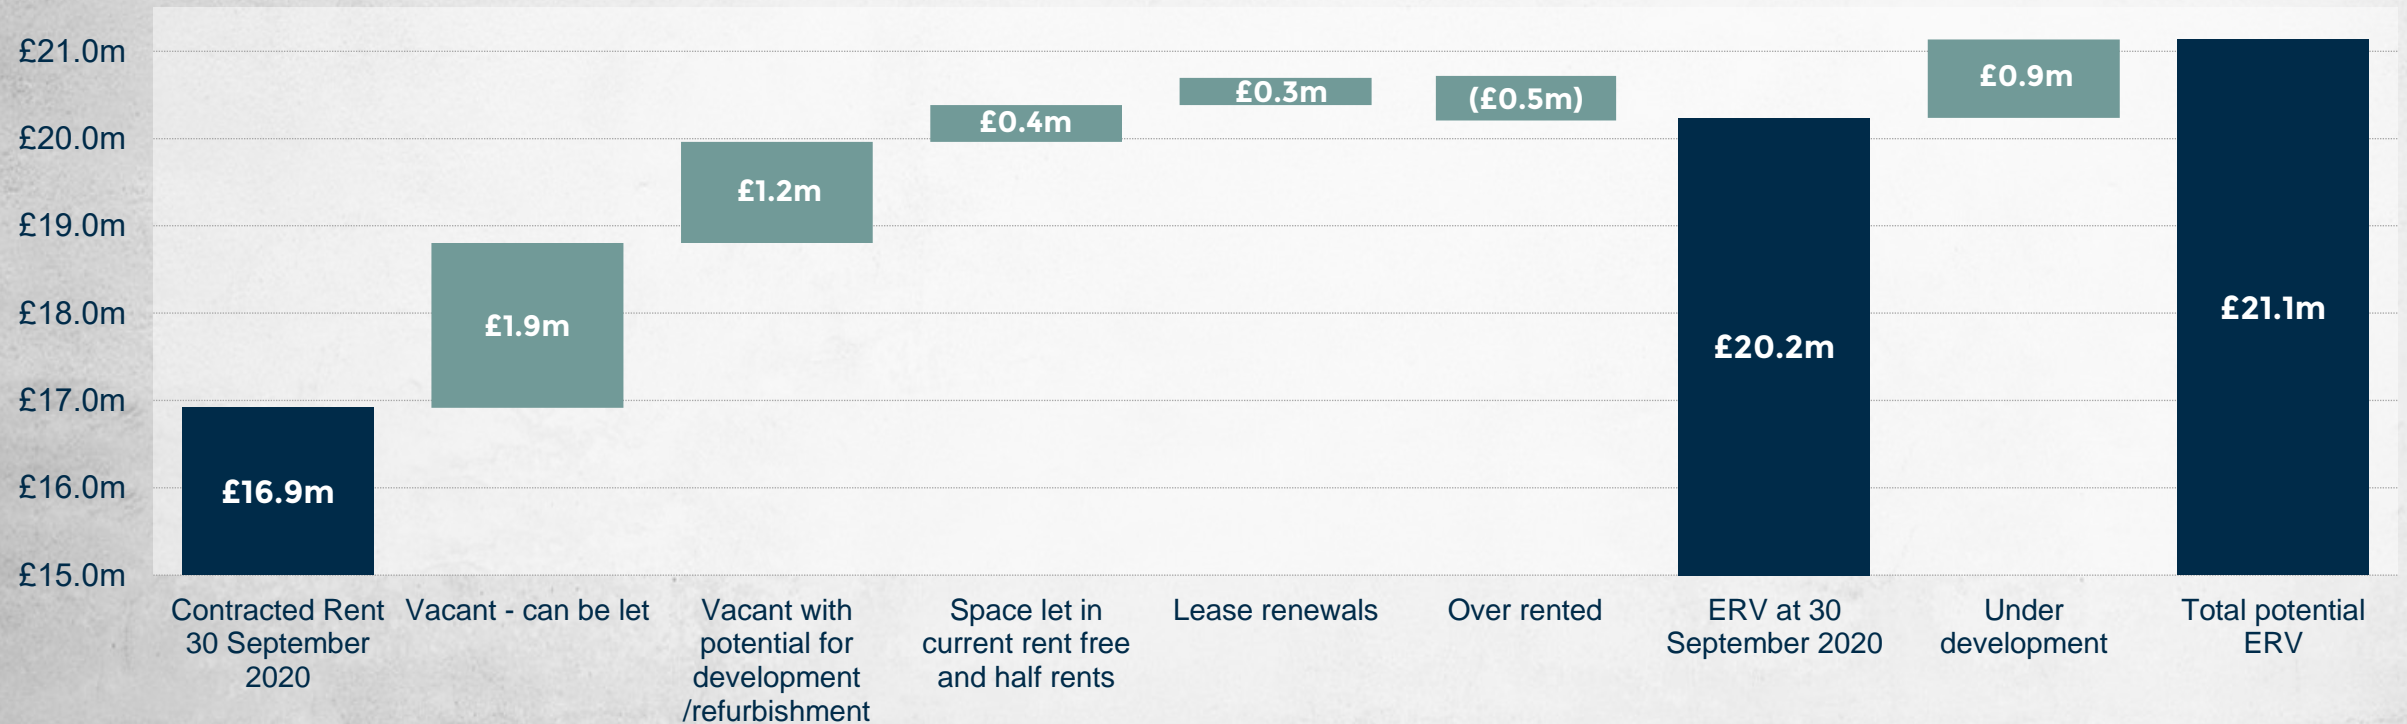 £21.0m
£20.0m
£19.0m
£18.0m
£17.0m
£16.0m
£15.0m
£16.9m
£1.9m
£1.2m
£0.4m
£0.3m
(£0.5m)
£20.2m
£0.9m
£21.1m
Contracted Rent
30 September
2020
Vacant - can be let
Vacant with
potential for
development
/refurbishment
Space let in
current rent free
and half rents
Lease renewals
Over rented
ERV at 30
September 2020
Under
development
Total potential
ERV